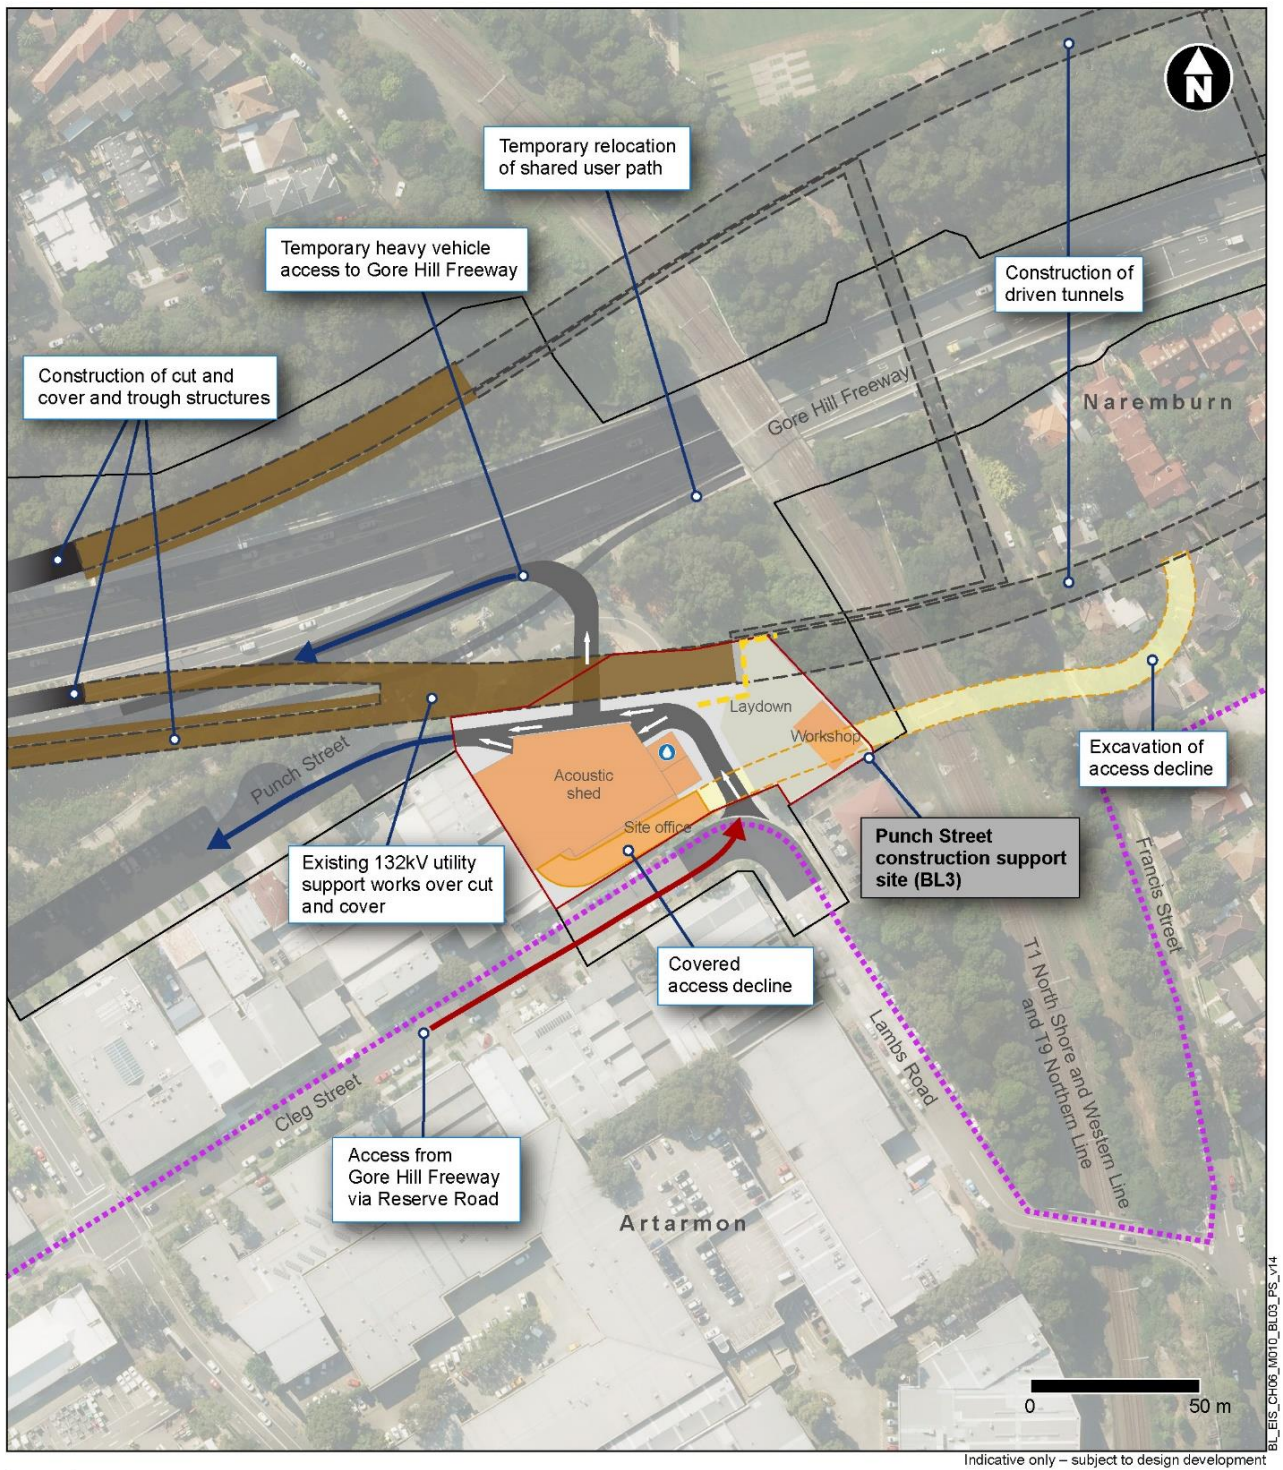 N
Temporary relocation
of shared user path
Temporary heavy vehicle
access to Gore Hill Freeway
Construction of
driven tunnels
Construction of cut and
cover and trough structures
Gore Hill Freeway
Naremburn
Laydown
Workshop
Punch Street
Acoustic
shed
Excavation of
access decline
Site office
Punch Street
construction support
site (BL3)
Existing 132kV utility
support works over cut
and cover
Francis Street
Covered
access decline
T1 North Shore and Western Line
and T9 Northern Line
Lambs Road
Cleg Street
Access from
Gore Hill Freeway
via Reserve Road
Artarmon
0 50 m
BL_EIS_CH06_M010_BL03_PS_v14
Indicative only – subject to design development